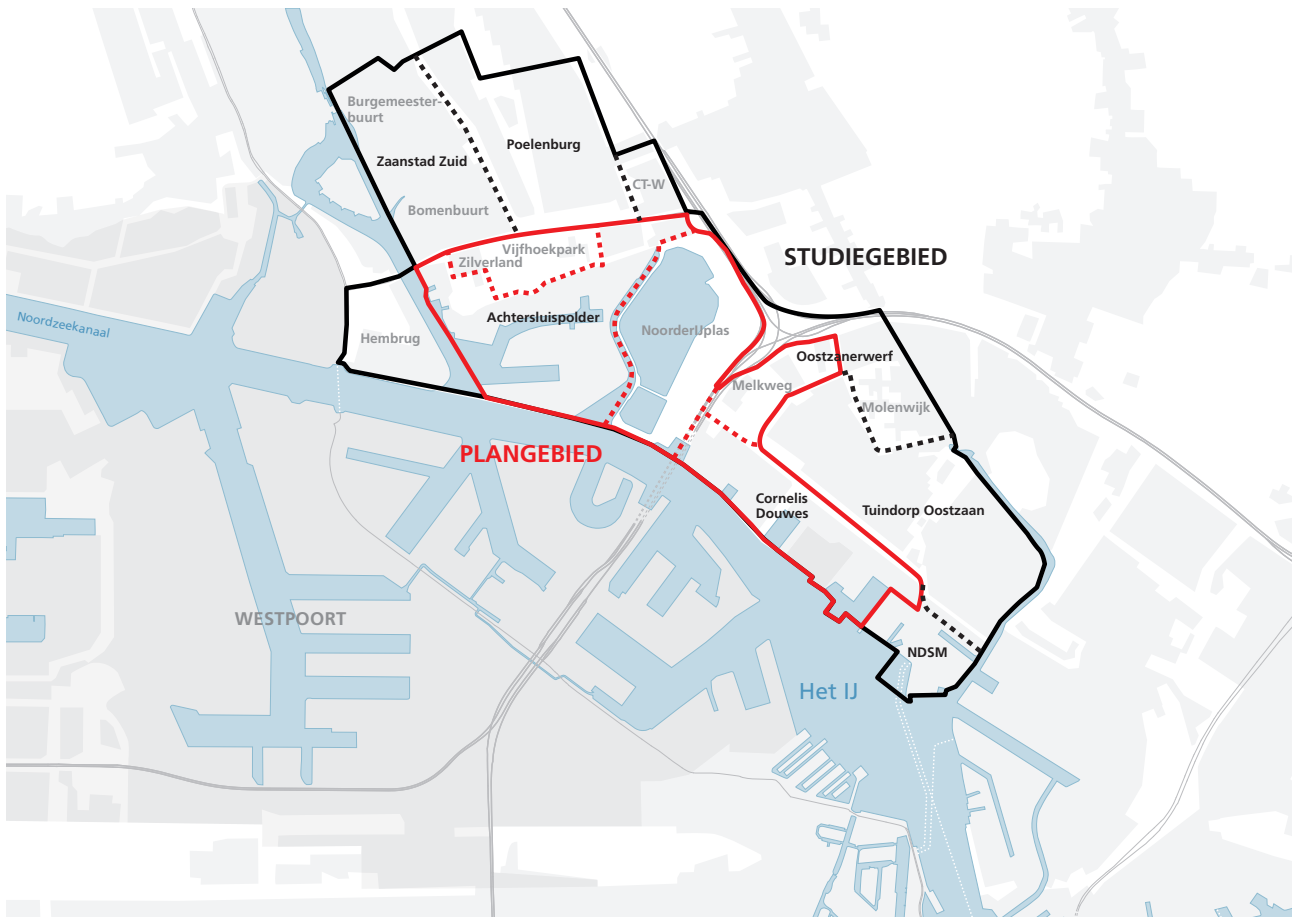 Burgemeester-
buurt
Poelenburg
Zaanstad Zuid
CT-W
Bomenbuurt
Vijfhoekpark
Zilverland
STUDIEGEBIED
Achtersluispolder
Noordzeekanaal
NoorderIJplas
Hembrug
Oostzanerwerf
Melkweg
Molenwijk
PLANGEBIED
Cornelis
Douwes
Tuindorp Oostzaan
WESTPOORT
NDSM
Het IJ